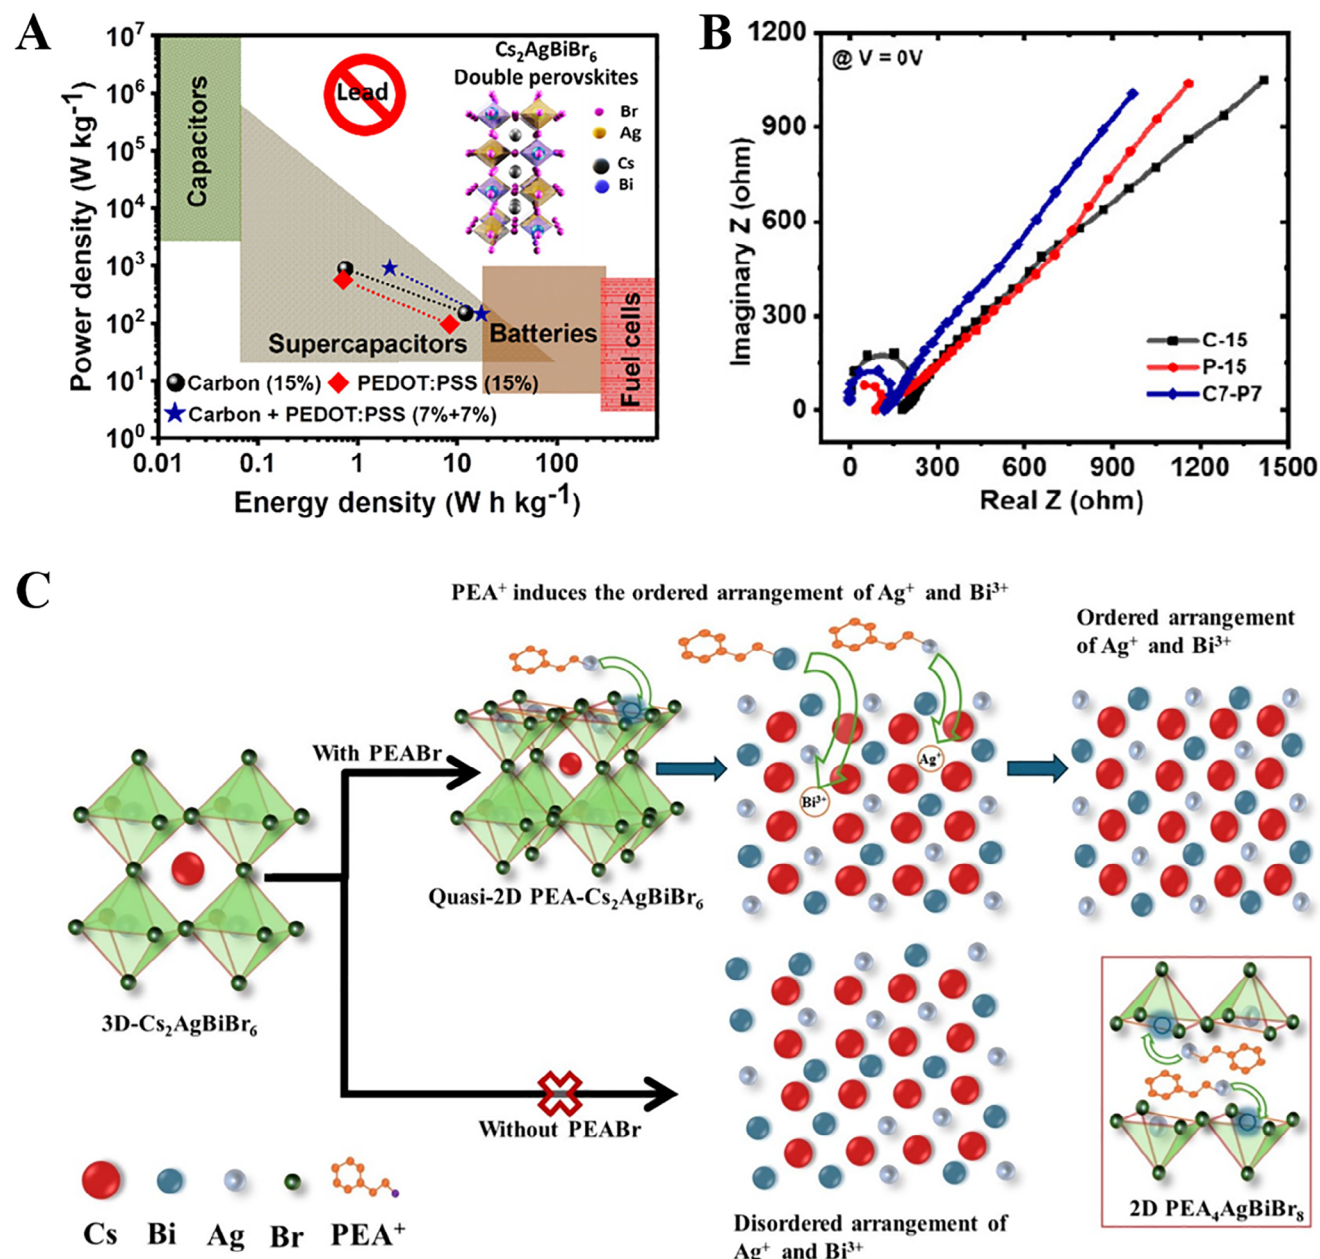 A
Power density (W kg⁻¹)
10⁷
10⁶
10⁵
10⁴
10³
10²
10¹
10⁰
Capacitors
Lead
Cs₂AgBiBr₆
Double perovskites
Br
Ag
Cs
Bi
Supercapacitors
Batteries
Fuel cells
Carbon (15%) PEDOT:PSS (15%)
Carbon + PEDOT:PSS (7%+7%)
0.01 0.1 1 10 100
Energy density (W h kg⁻¹)
B
Imaginary Z (ohm)
1200
900
600
300
0
@ V = 0V
C-15
P-15
C7-P7
0 300 600 900 1200 1500
Real Z (ohm)
C
PEA⁺ induces the ordered arrangement of Ag⁺ and Bi³⁺
Ordered arrangement
of Ag⁺ and Bi³⁺
With PEABr
Ag⁺
Bi³⁺
Quasi-2D PEA-Cs₂AgBiBr₆
3D-Cs₂AgBiBr₆
Without PEABr
Cs Bi Ag Br PEA⁺
Disordered arrangement of
Ag⁺ and Bi³⁺
2D PEA₄AgBiBr₈